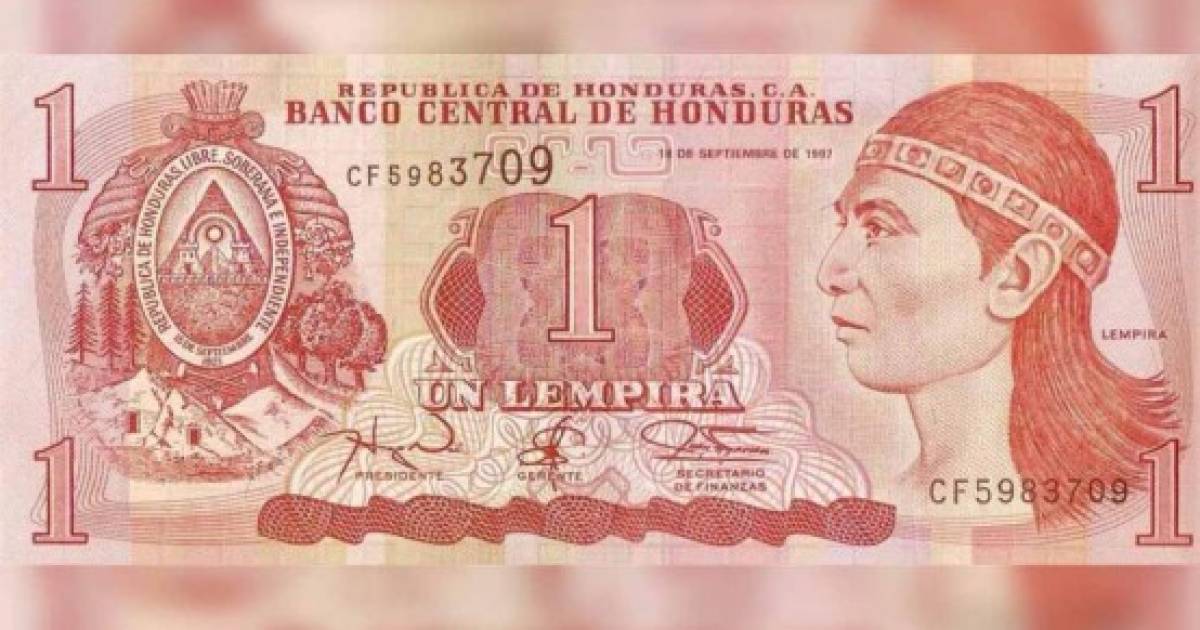 1
1
REPUBLICA DE HONDURAS, C.A.
BANCO CENTRAL DE HONDURAS
CF5983709
18 DE SEPTIEMBRE DE 1997
REPUBLICA DE HONDURAS, LIBRE, SOBERANA E INDEPENDIENTE
15 DE SEPTIEMBRE
1821
1
LEMPIRA
UN LEMPIRA
PRESIDENTE
GERENTE
SECRETARIO
DE FINANZAS
CF5983709
1
1